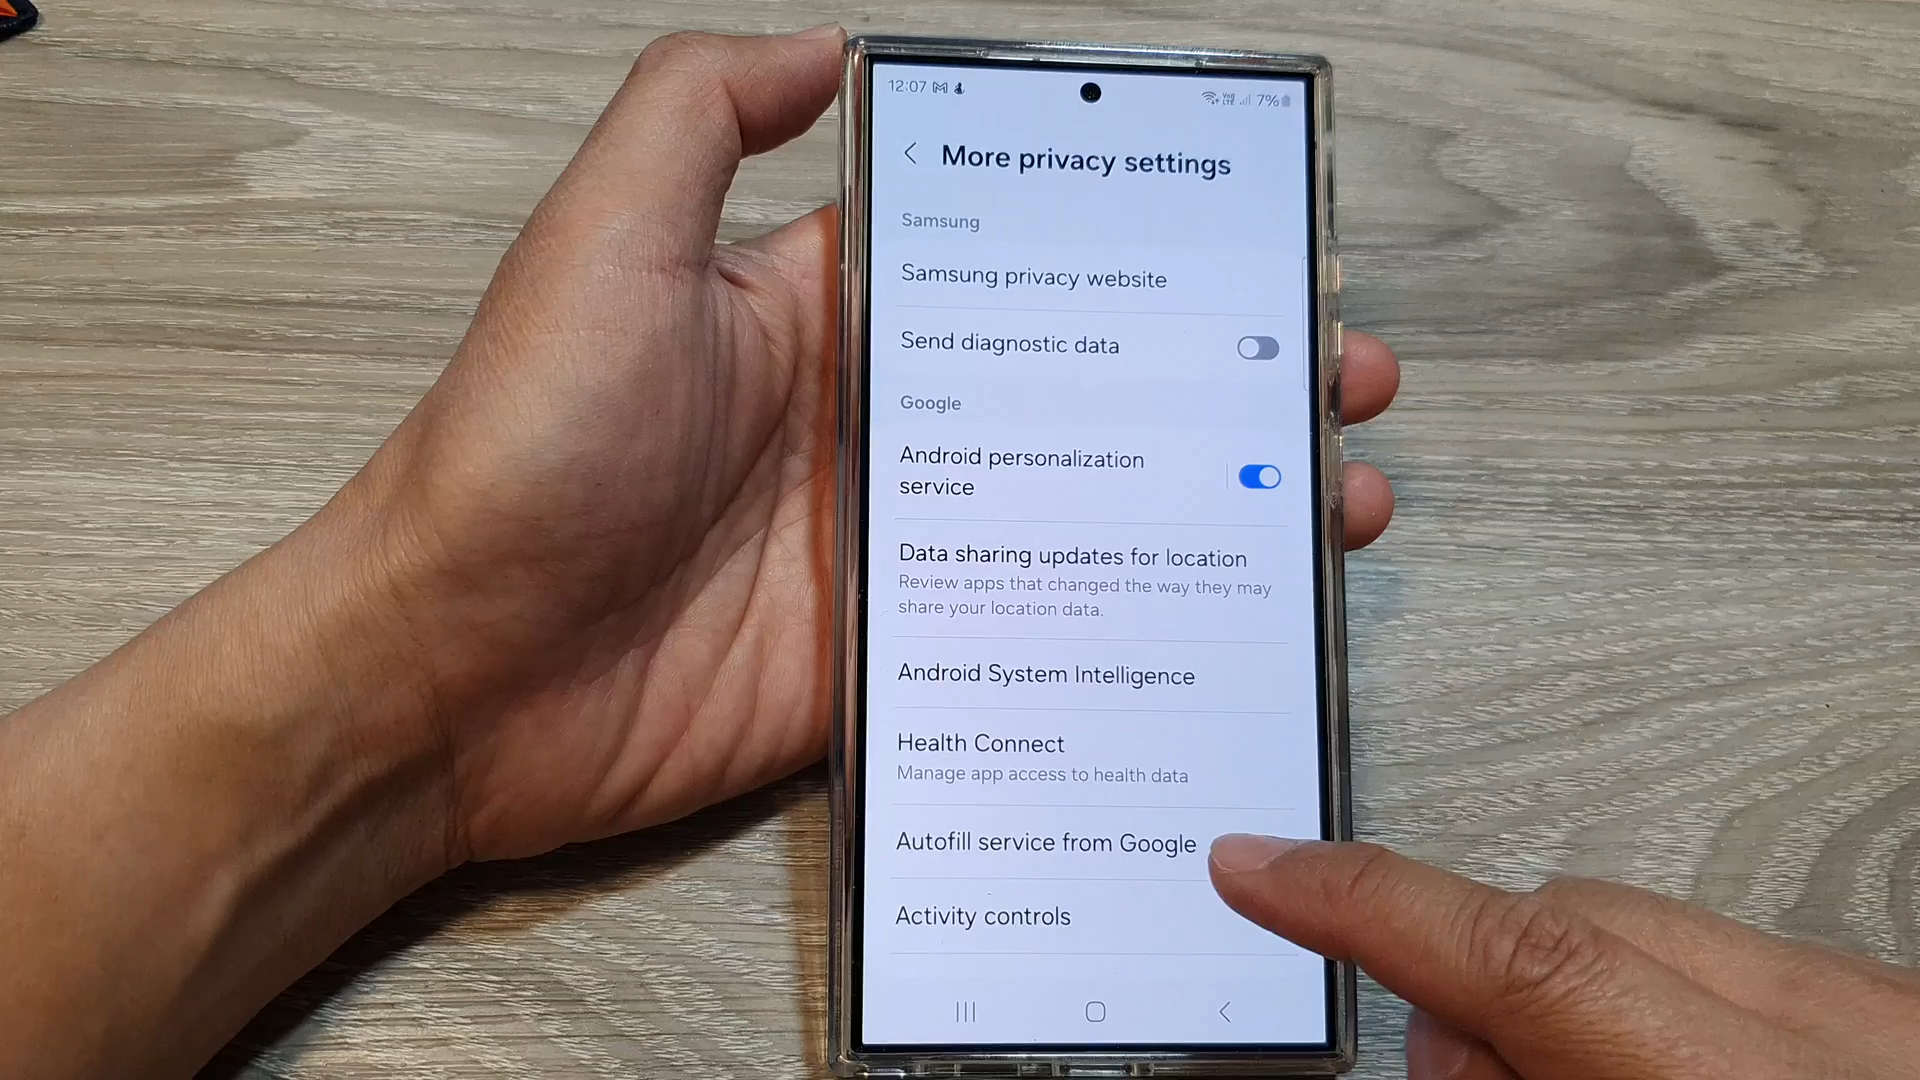 12:07 7%
More privacy settings
Samsung
Samsung privacy website
Send diagnostic data
Google
Android personalization
service
Data sharing updates for location
Review apps that changed the way they may
share your location data.
Android System Intelligence
Health Connect
Manage app access to health data
Autofill service from Google
Activity controls